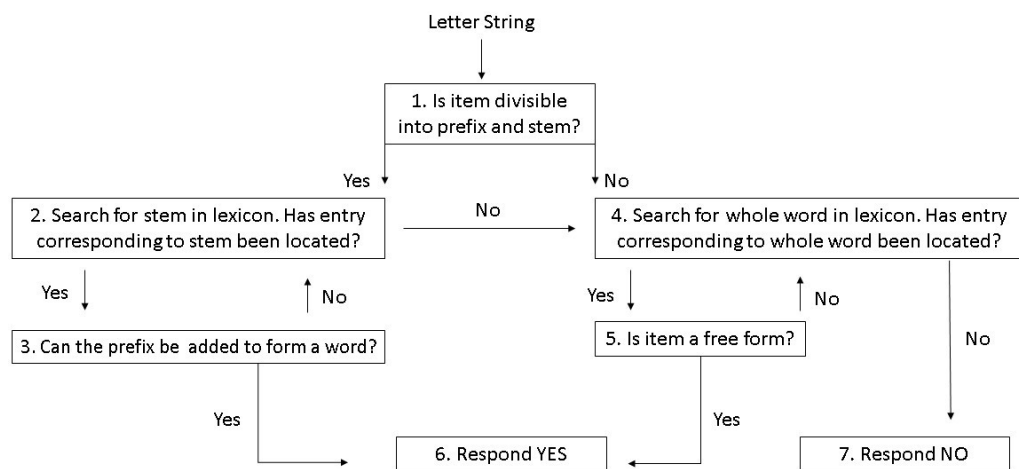 Letter String
1. Is item divisible
into prefix and stem?
Yes
No
2. Search for stem in lexicon. Has entry
corresponding to stem been located?
No
4. Search for whole word in lexicon. Has
entry corresponding to whole word been located?
Yes
No
Yes
No
3. Can the prefix be added to form a word?
5. Is item a free form?
No
Yes
Yes
6. Respond YES
7. Respond NO